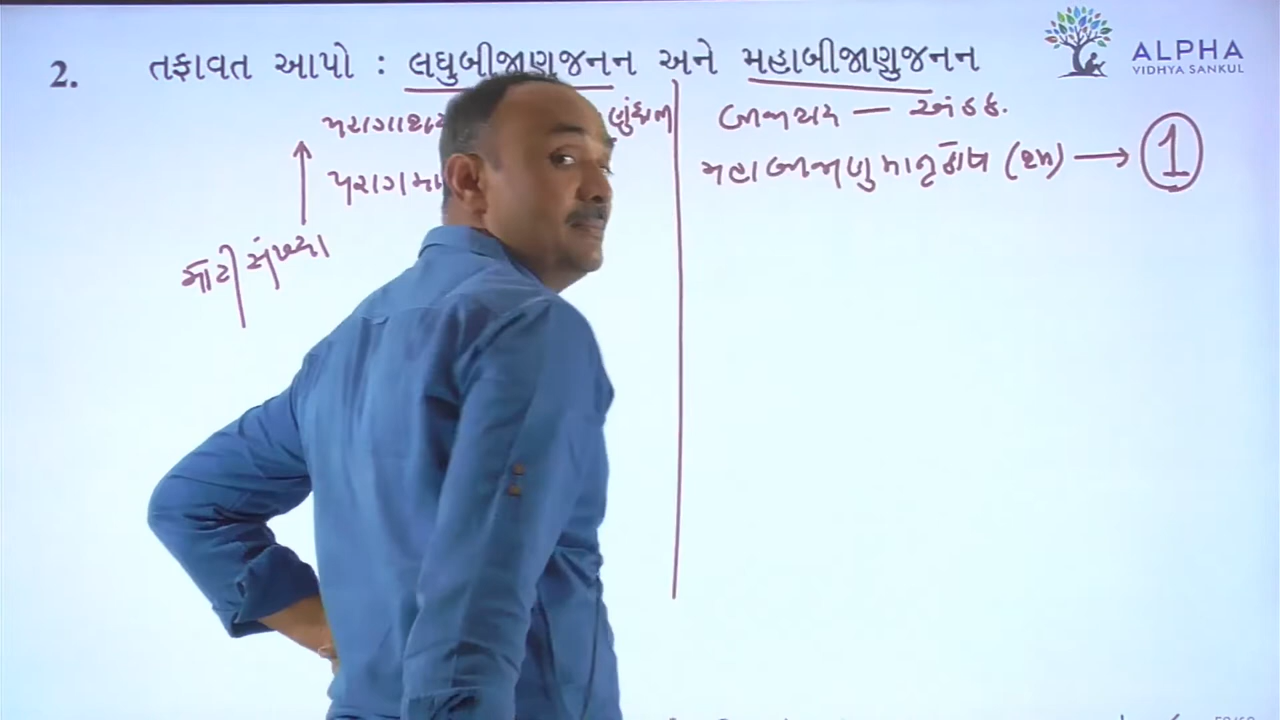 2. તફાવત આપો : લઘુબીજાણુજનન અને મહાબીજાણુજનન
ALPHA
VIDHYA SANKUL
પરાગાશય
બીજાશય — અંડક.
પરાગમા
મહાબીજાણુ માતૃકોષ (2n) → 1
મોટી સંખ્યા